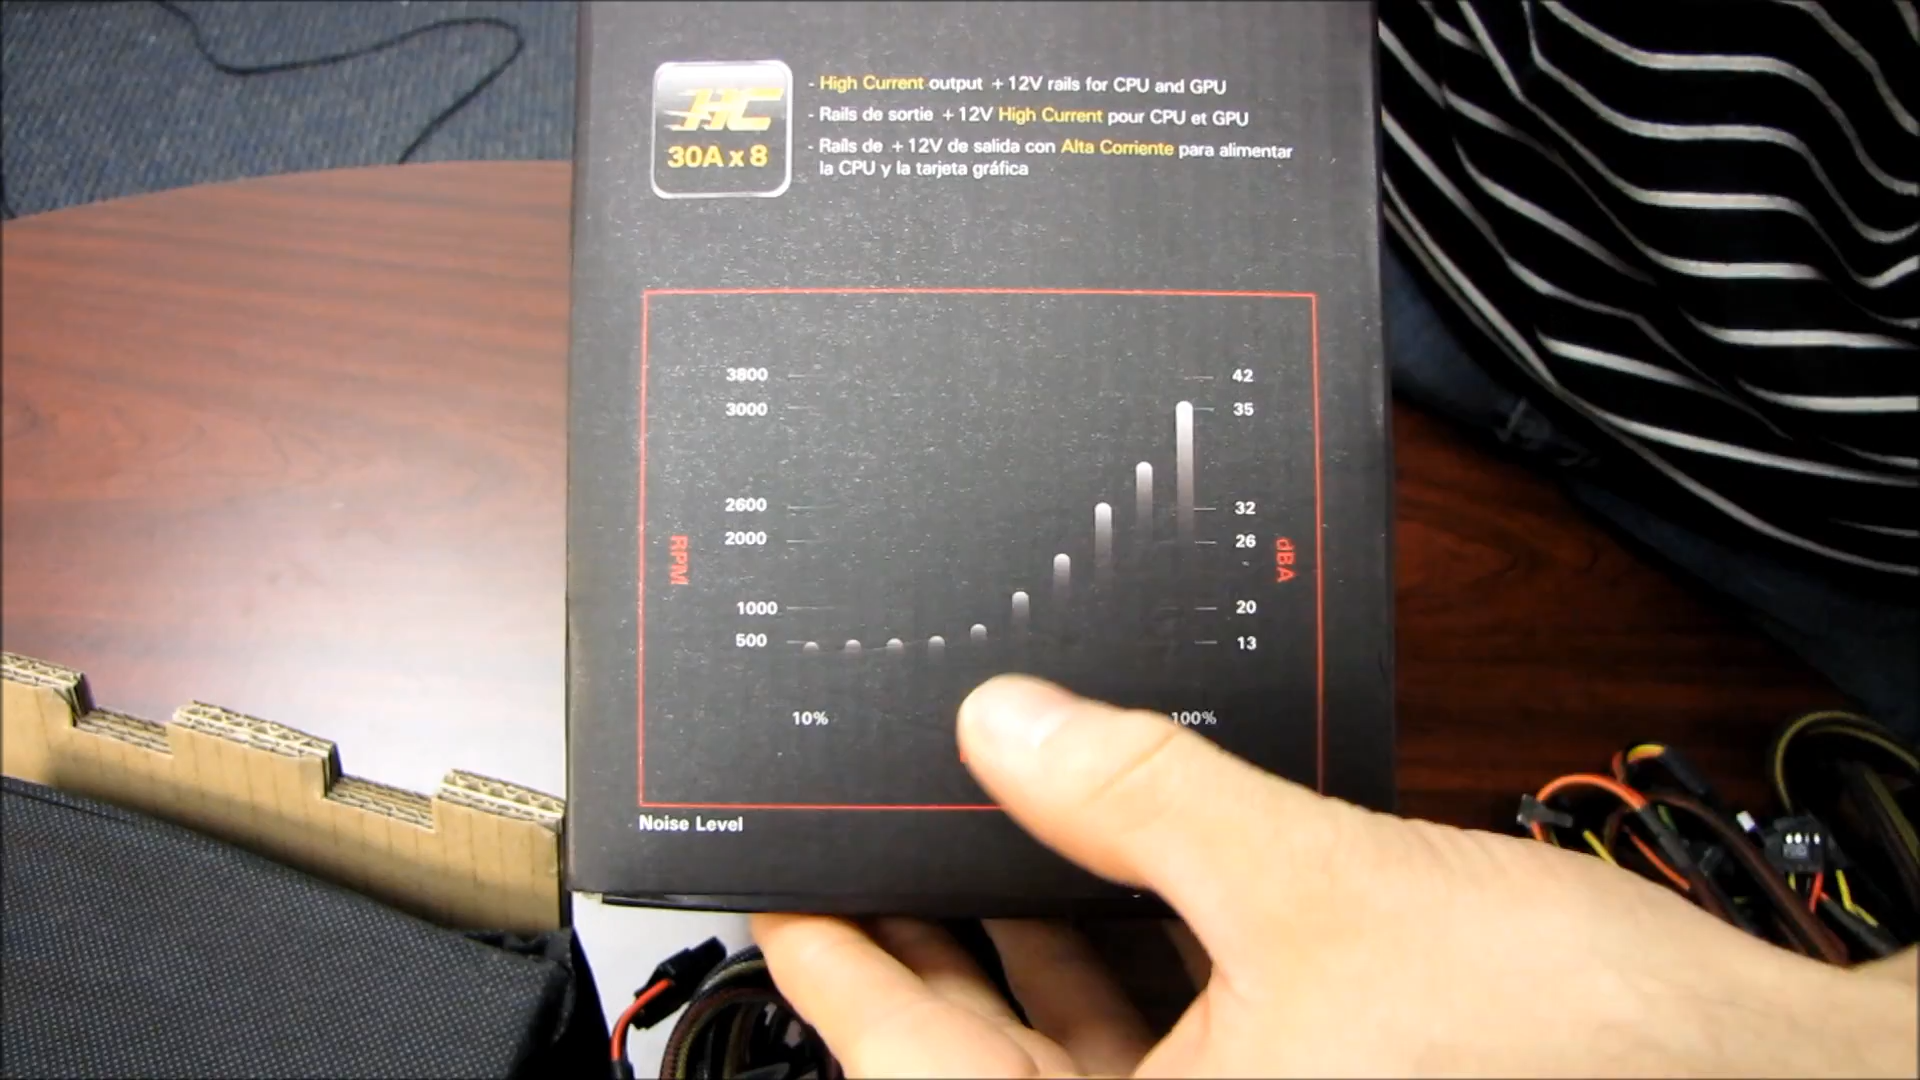 HC
30A x 8
- High Current output +12V rails for CPU and GPU
- Rails de sortie +12V High Current pour CPU et GPU
- Rails de +12V de salida con Alta Corriente para alimentar
la CPU y la tarjeta gráfica
3800
3000
2600
2000
1000
500
RPM
42
35
32
26
20
13
dBA
10%
100%
Noise Level